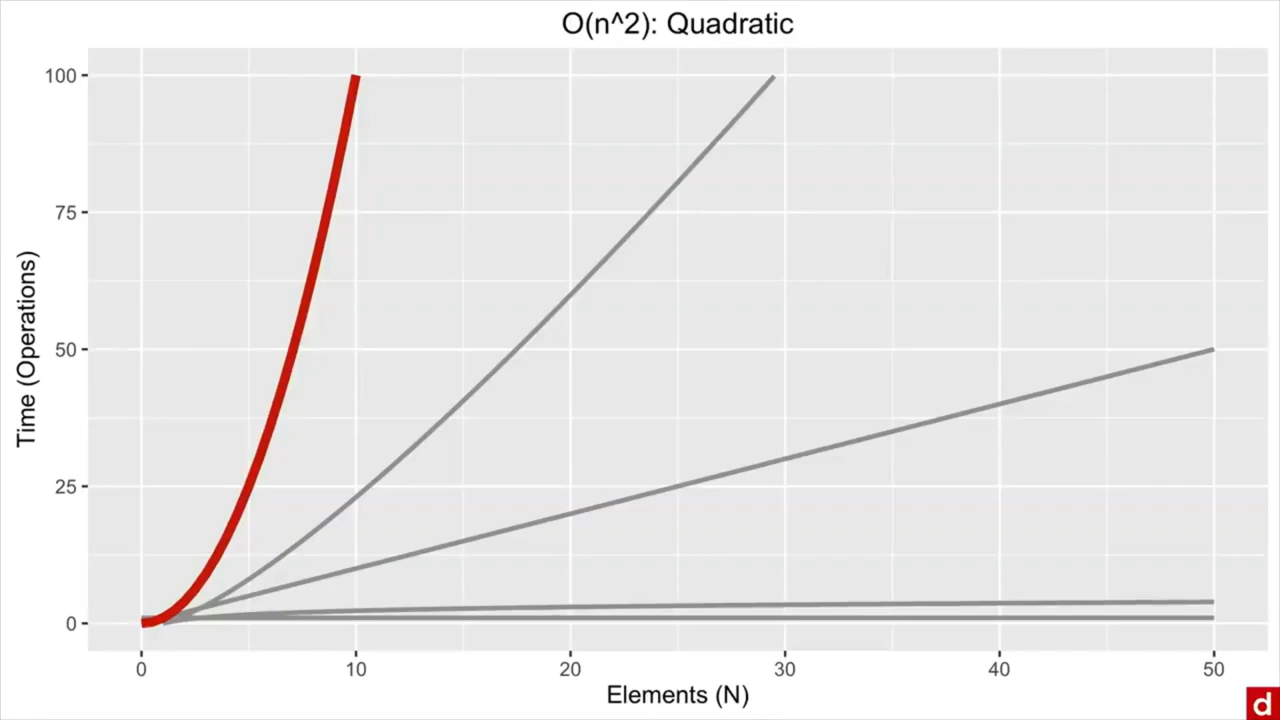 O(n^2): Quadratic
Time (Operations)
100
75
50
25
0
0 10 20 30 40 50
Elements (N)
d